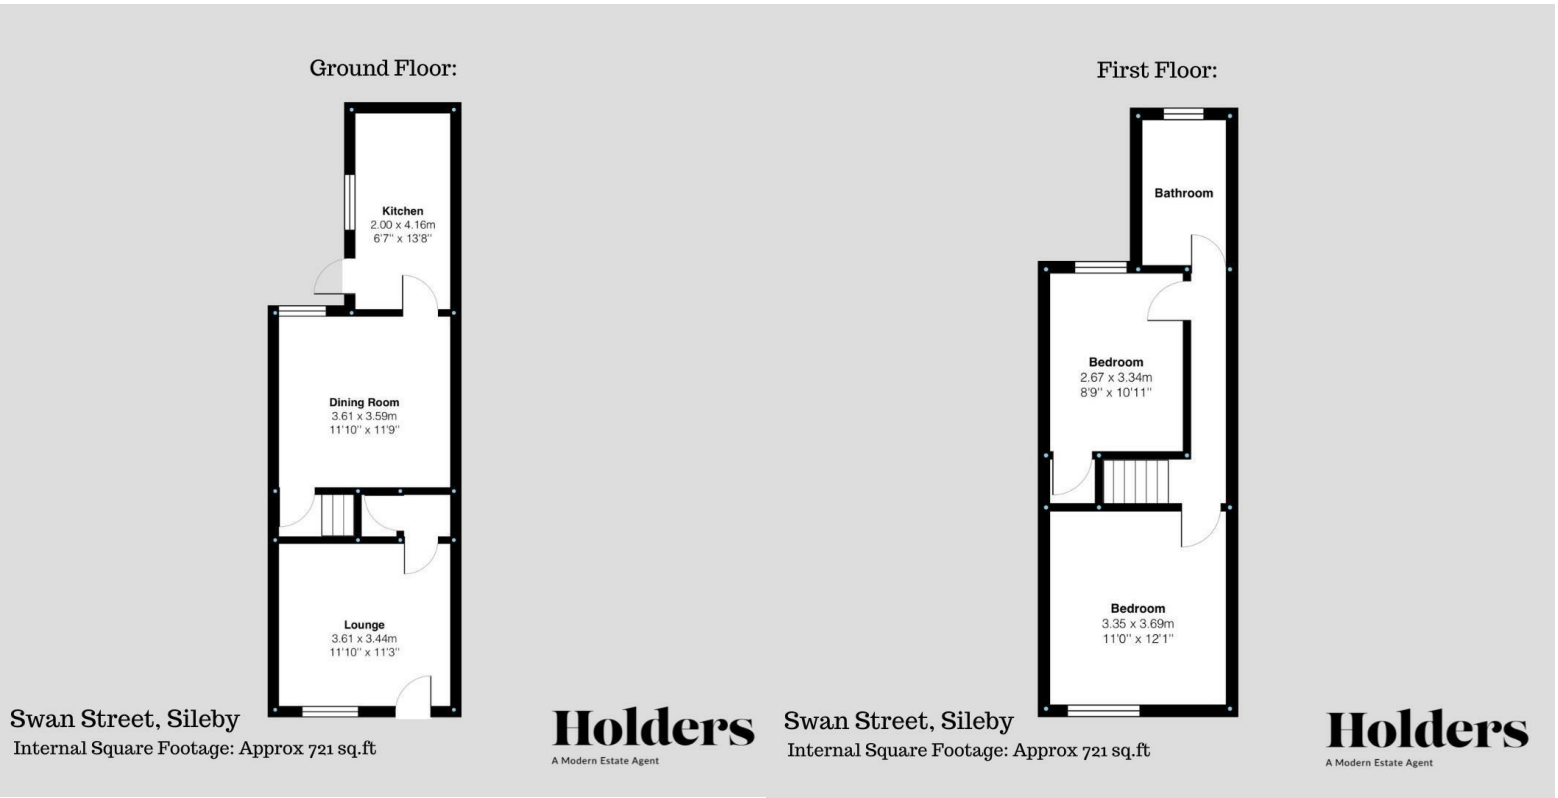 Ground Floor:
Kitchen
2.00 x 4.16m
6'7" x 13'8"
Dining Room
3.61 x 3.59m
11'10" x 11'9"
Lounge
3.61 x 3.44m
11'10" x 11'3"
Swan Street, Sileby
Internal Square Footage: Approx 721 sq.ft
Holders
A Modern Estate Agent
First Floor:
Bathroom
Bedroom
2.67 x 3.34m
8'9" x 10'11"
Bedroom
3.35 x 3.69m
11'0" x 12'1"
Swan Street, Sileby
Internal Square Footage: Approx 721 sq.ft
Holders
A Modern Estate Agent